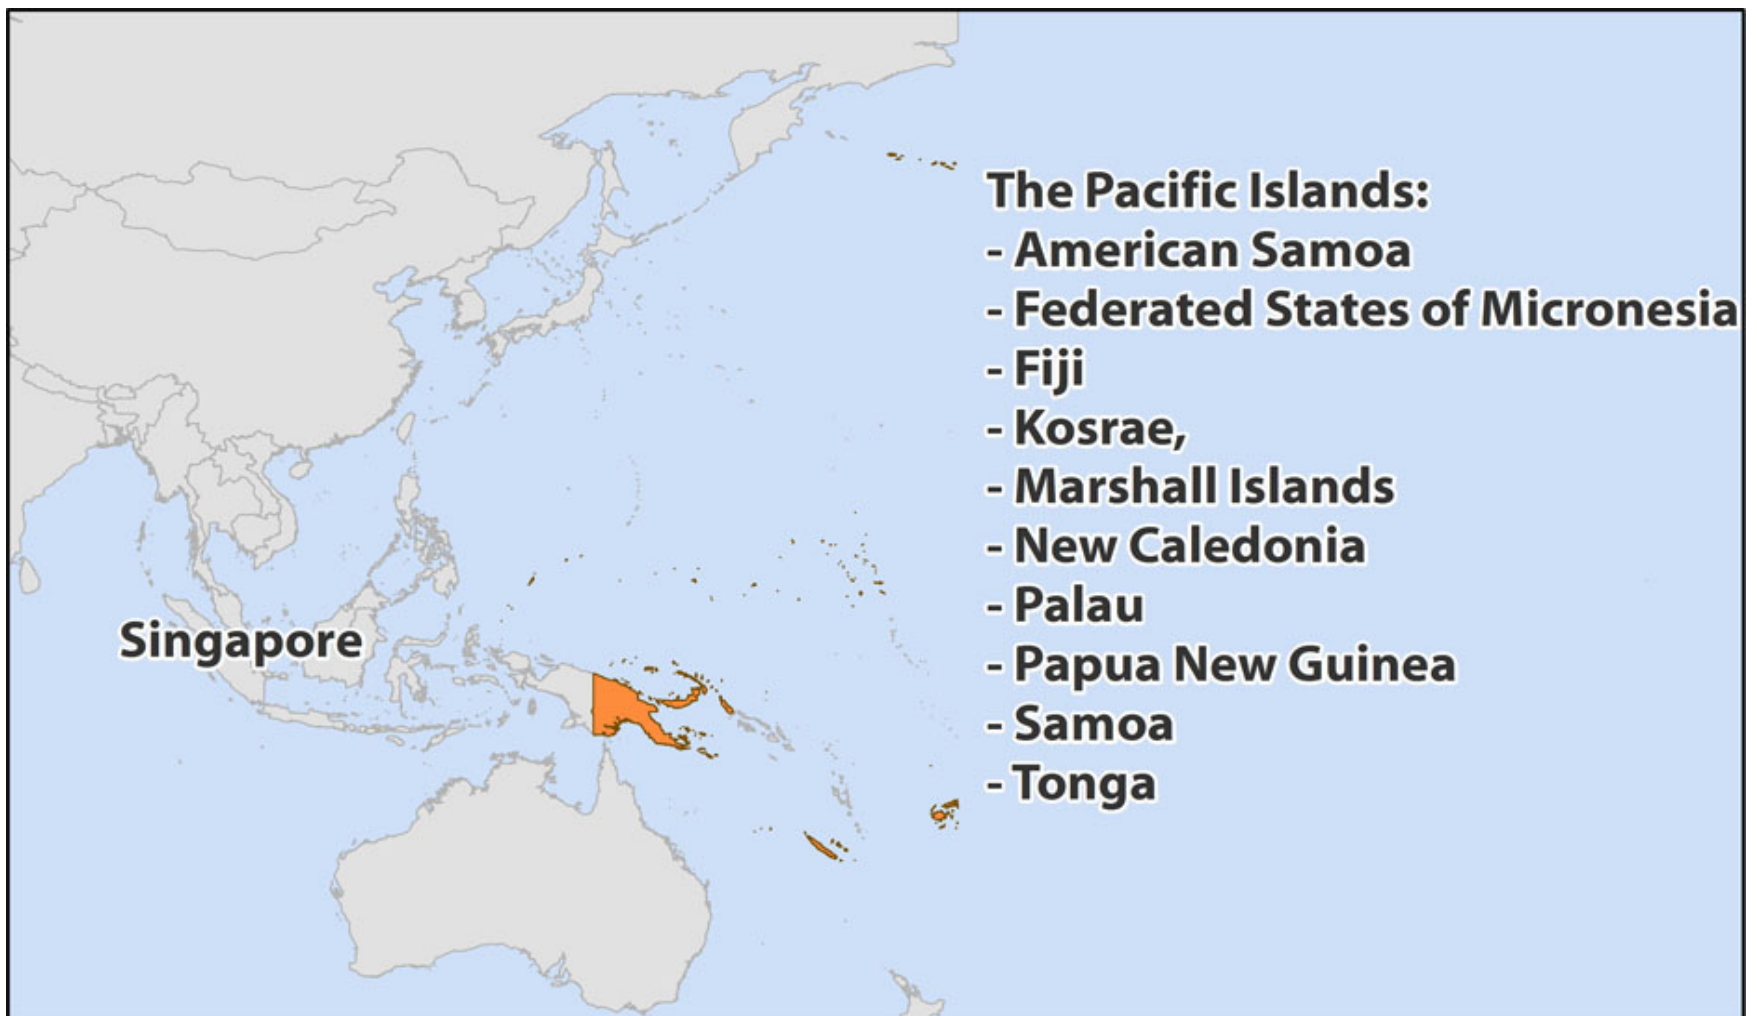 The Pacific Islands:
- American Samoa
- Federated States of Micronesia
- Fiji
- Kosrae,
- Marshall Islands
- New Caledonia
- Palau
Singapore
- Papua New Guinea
- Samoa
- Tonga